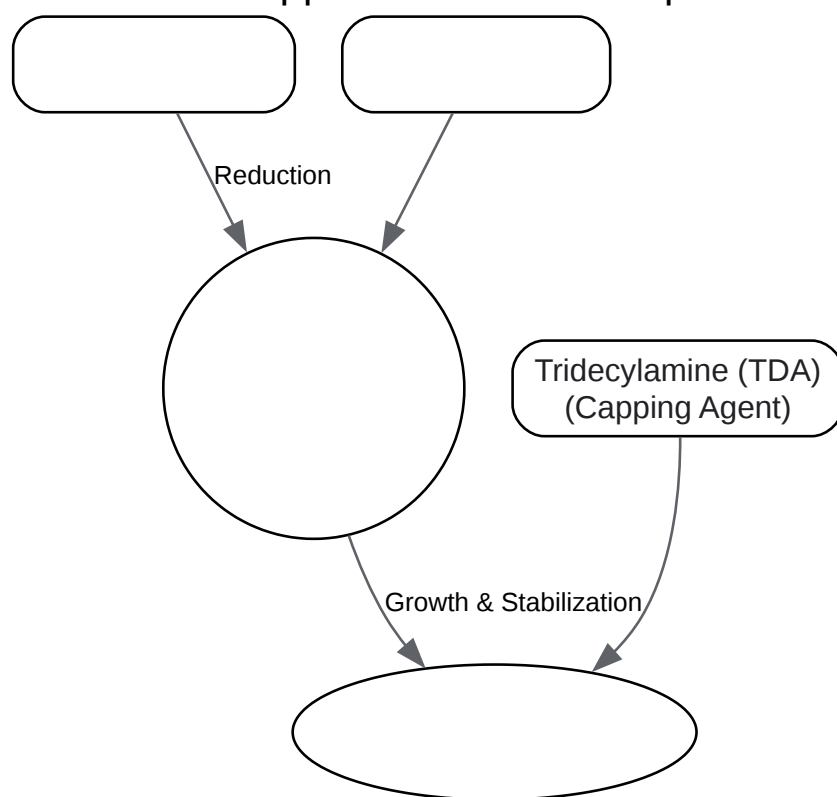 Reduction
Tridecylamine (TDA)
(Capping Agent)
Growth & Stabilization